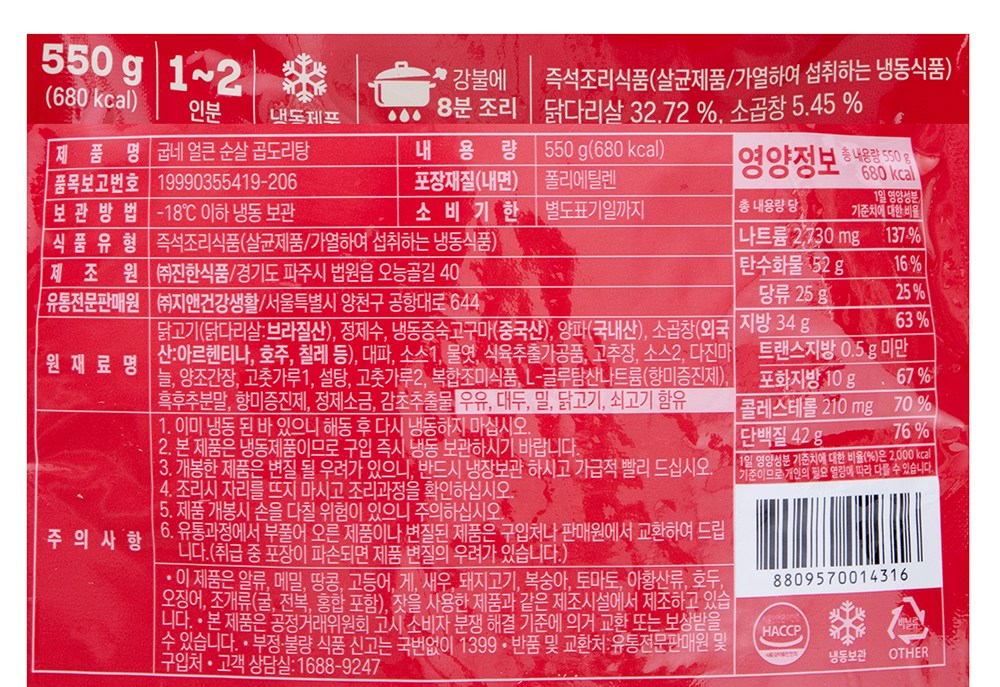 550 g
(680 kcal)
1~2
인분
냉동제품
강불에
8분 조리
즉석조리식품(살균제품/가열하여 섭취하는 냉동식품)
닭다리살 32.72 %, 소곱창 5.45 %
제품명 굽네 얼큰 순살 곱도리탕 내용량 550 g(680 kcal)
품목보고번호 19990355419-206 포장재질(내면) 폴리에틸렌
보관방법 -18℃ 이하 냉동 보관 소비기한 별도표기일까지
식품유형 즉석조리식품(살균제품/가열하여 섭취하는 냉동식품)
제조원 ㈜진한식품/경기도 파주시 법원읍 오능골길 40
유통전문판매원 ㈜지앤건강생활/서울특별시 양천구 공항대로 644
원재료명 닭고기(닭다리살:브라질산), 정제수, 냉동증숙고구마(중국산), 양파(국내산), 소곱창(외국
산:아르헨티나, 호주, 칠레 등), 대파, 소스1, 물엿, 식육추출가공품, 고추장, 소스2, 다진마
늘, 양조간장, 고춧가루1, 설탕, 고춧가루2, 복합조미식품, L-글루탐산나트륨(향미증진제),
흑후추분말, 향미증진제, 정제소금, 감초추출물 우유, 대두, 밀, 닭고기, 쇠고기 함유
주의사항
1. 이미 냉동 된 바 있으니 해동 후 다시 냉동하지 마십시오.
2. 본 제품은 냉동제품이므로 구입 즉시 냉동 보관하시기 바랍니다.
3. 개봉한 제품은 변질 될 우려가 있으니, 반드시 냉장보관 하시고 가급적 빨리 드십시오.
4. 조리시 자리를 뜨지 마시고 조리과정을 확인하십시오.
5. 제품 개봉시 손을 다칠 위험이 있으니 주의하십시오.
6. 유통과정에서 부풀어 오른 제품이나 변질된 제품은 구입처나 판매원에서 교환하여 드립
니다.(취급 중 포장이 파손되면 제품 변질의 우려가 있습니다.)
• 이 제품은 알류, 메밀, 땅콩, 고등어, 게, 새우, 돼지고기, 복숭아, 토마토, 아황산류, 호두,
오징어, 조개류(굴, 전복, 홍합 포함), 잣을 사용한 제품과 같은 제조시설에서 제조하고 있습
니다. • 본 제품은 공정거래위원회 고시 소비자 분쟁 해결 기준에 의거 교환 또는 보상받을
수 있습니다. • 부정·불량 식품 신고는 국번없이 1399 • 반품 및 교환처:유통전문판매원 및
구입처 • 고객 상담실:1688-9247
영양정보 총 내용량 550 g
680 kcal
총 내용량 당 1일 영양성분
기준치에 대한 비율
나트륨 2,730 mg 137 %
탄수화물 52 g 16 %
당류 25 g 25 %
지방 34 g 63 %
트랜스지방 0.5 g 미만
포화지방 10 g 67 %
콜레스테롤 210 mg 70 %
단백질 42 g 76 %
1일 영양성분 기준치에 대한 비율(%)은 2,000 kcal
기준이므로 개인의 필요 열량에 따라 다를 수 있습니다.
8809570014316
HACCP
냉동보관
비닐류
OTHER